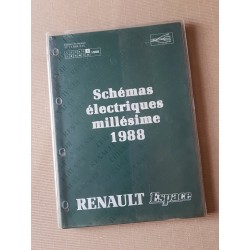 Schémas
électriques
millésime
1988
RENAULT Espace